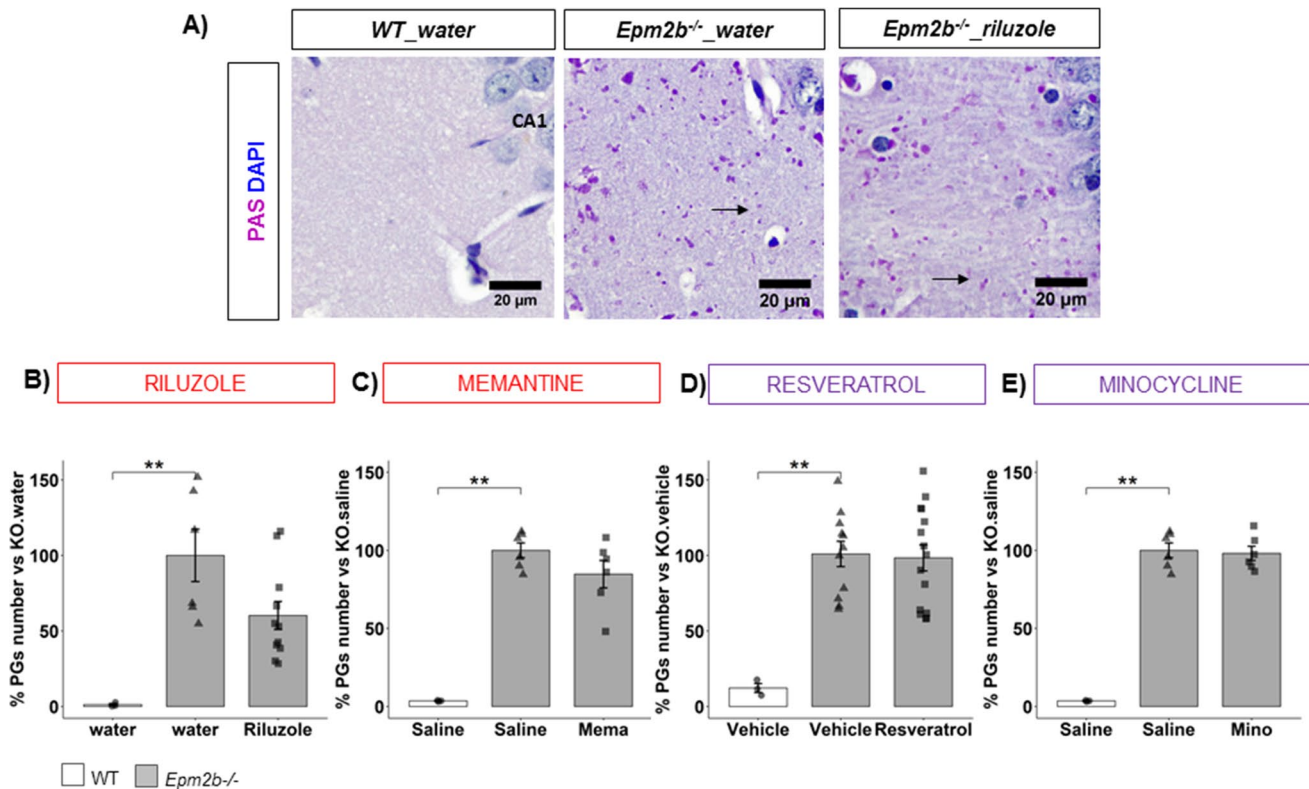 A)
WT_water
Epm2b-/-_water
Epm2b-/-_riluzole
PAS DAPI
CA1
20 µm
20 µm
20 µm
B)
RILUZOLE
C)
MEMANTINE
D)
RESVERATROL
E)
MINOCYCLINE
% PGs number vs KO.water
150
100
50
0
**
water
water
Riluzole
% PGs number vs KO.saline
150
100
50
0
**
Saline
Saline
Mema
% PGs number vs KO.vehicle
150
100
50
0
**
Vehicle
Vehicle
Resveratrol
% PGs number vs KO.saline
150
100
50
0
**
Saline
Saline
Mino
WT
Epm2b-/-